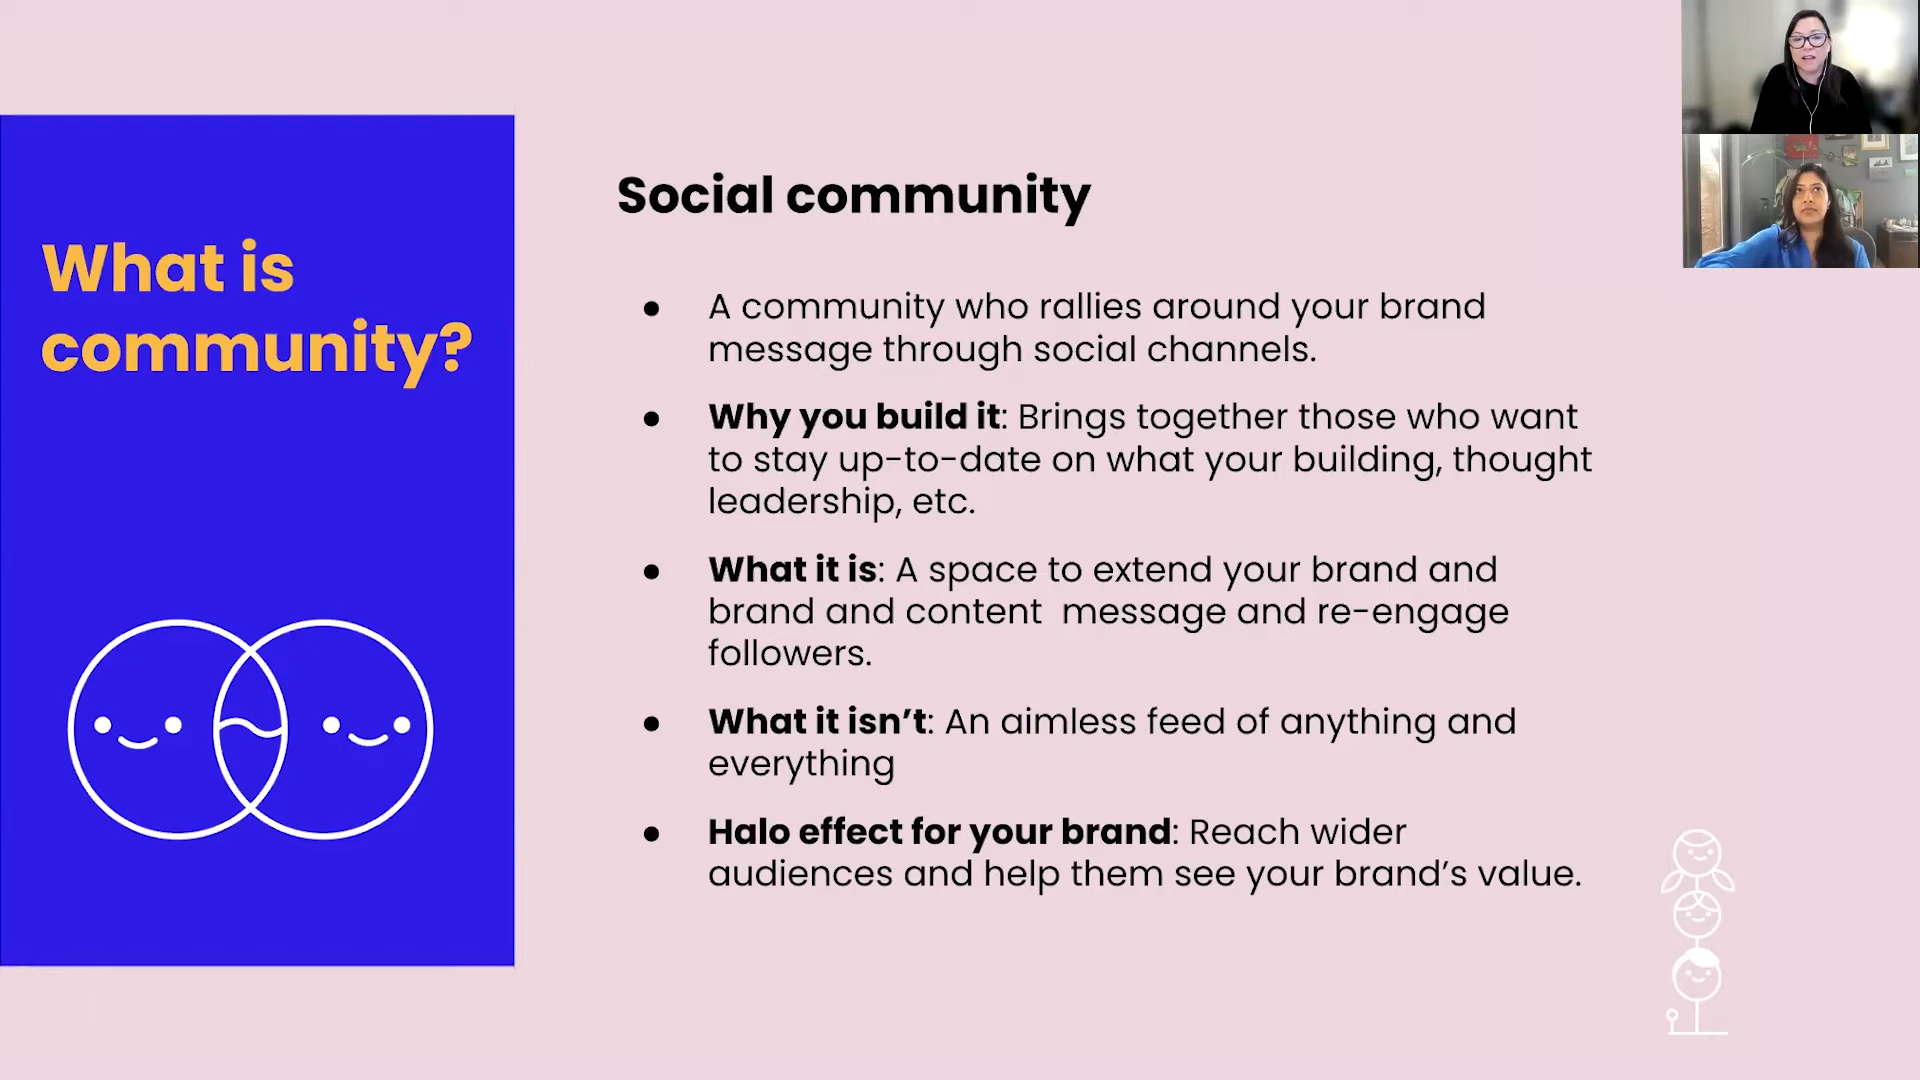 What is
community?
Social community
● A community who rallies around your brand
message through social channels.
● Why you build it: Brings together those who want
to stay up-to-date on what your building, thought
leadership, etc.
● What it is: A space to extend your brand and
brand and content  message and re-engage
followers.
● What it isn’t: An aimless feed of anything and
everything
● Halo effect for your brand: Reach wider
audiences and help them see your brand’s value.